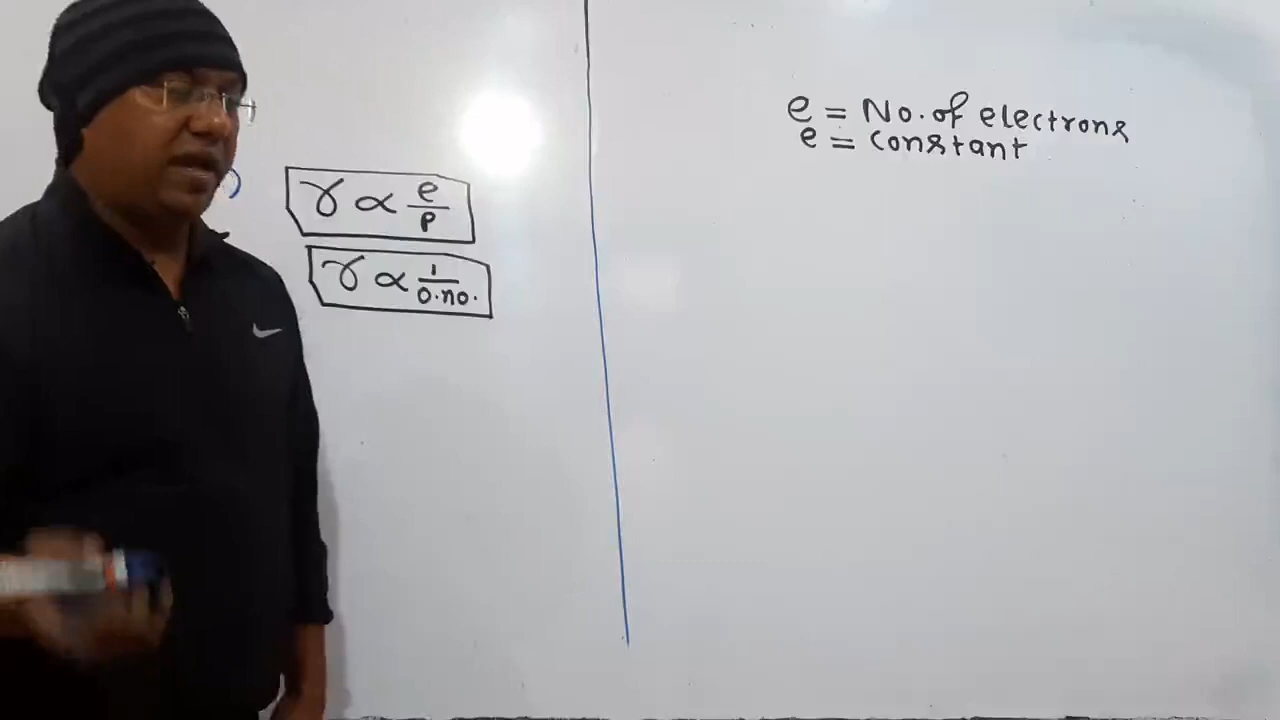 r ∝ e/p
r ∝ 1/o.no.
e = No. of electrons
e = constant